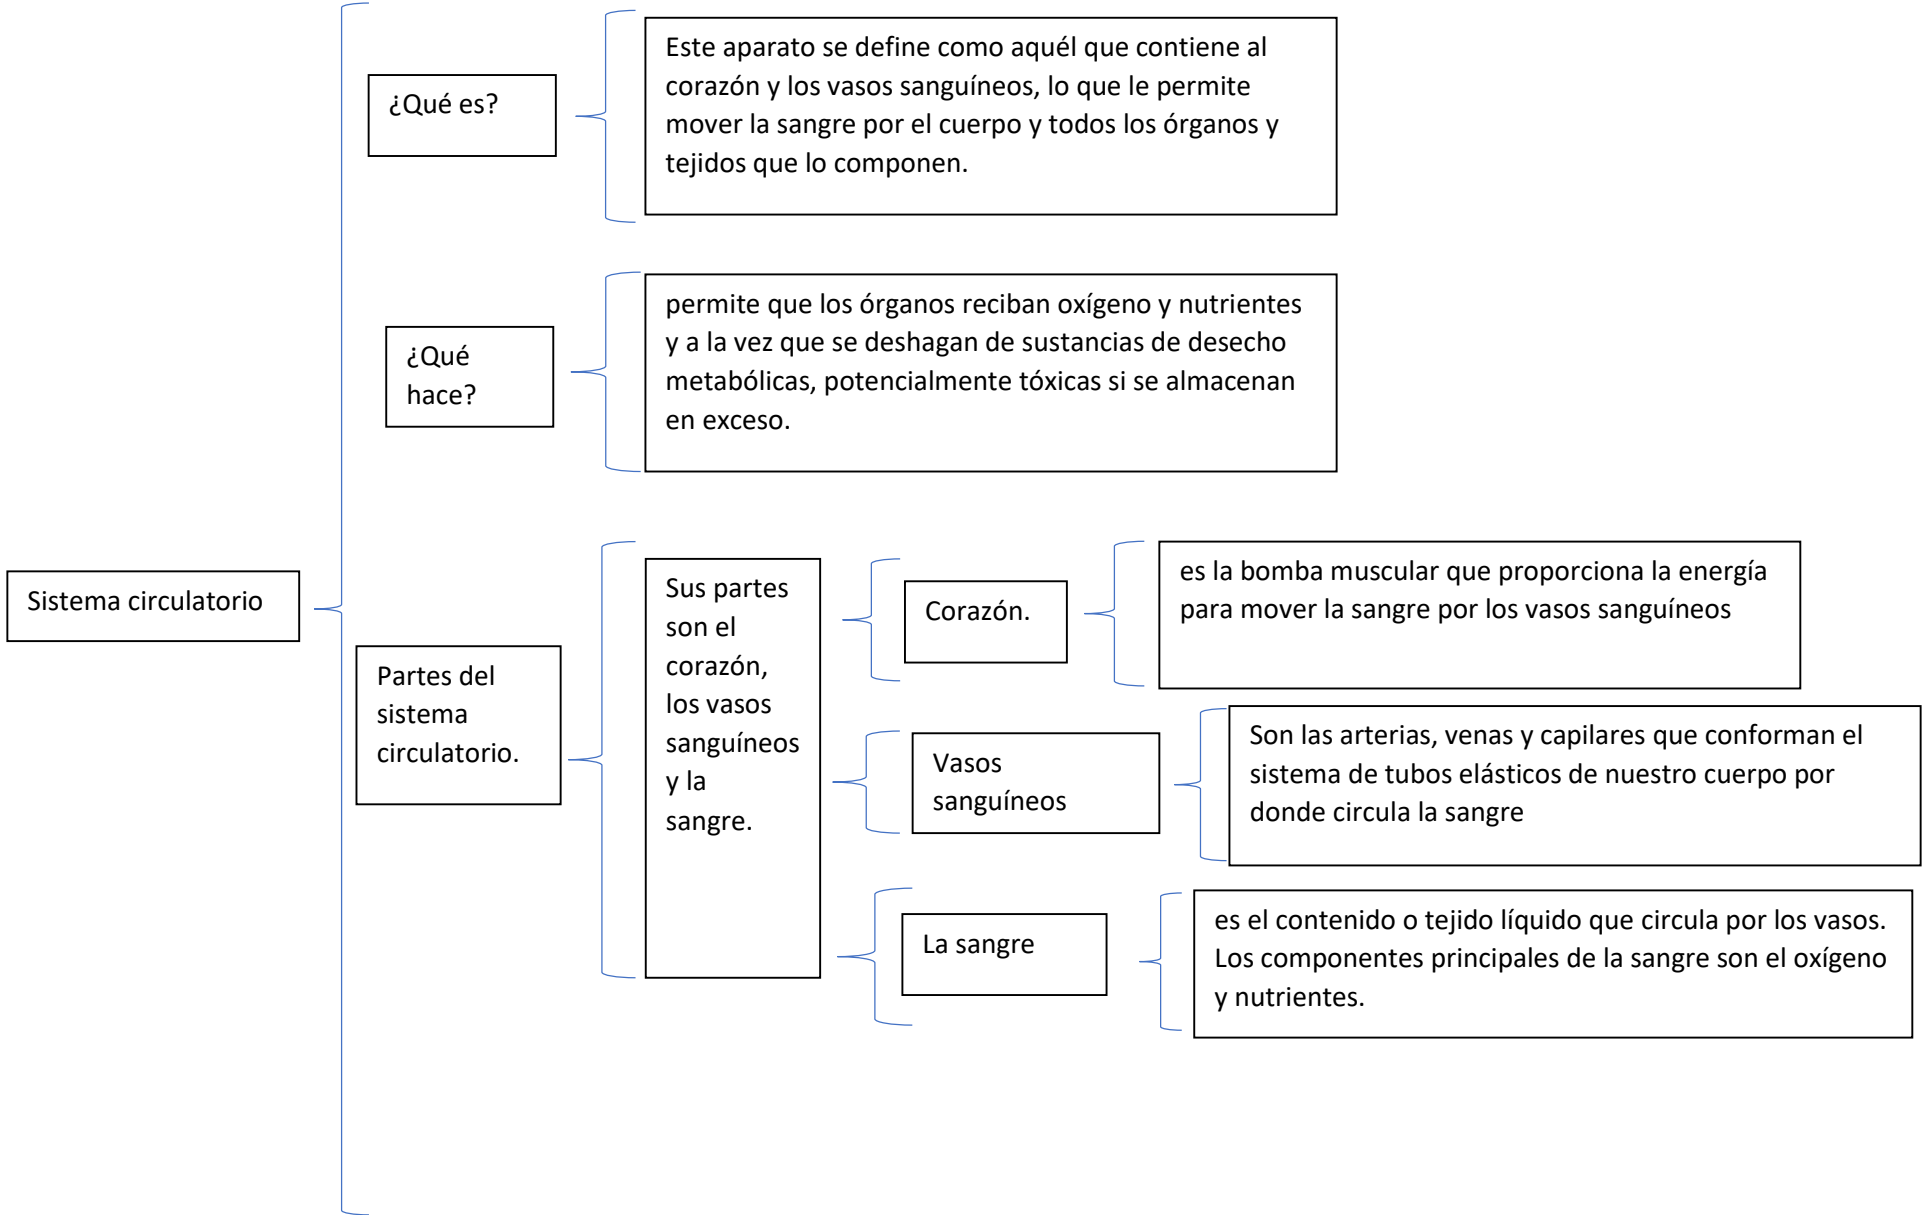 Sistema circulatorio
¿Qué es?
Este aparato se define como aquél que contiene al
corazón y los vasos sanguíneos, lo que le permite
mover la sangre por el cuerpo y todos los órganos y
tejidos que lo componen.
¿Qué
hace?
permite que los órganos reciban oxígeno y nutrientes
y a la vez que se deshagan de sustancias de desecho
metabólicas, potencialmente tóxicas si se almacenan
en exceso.
Partes del
sistema
circulatorio.
Sus partes
son el
corazón,
los vasos
sanguíneos
y la
sangre.
Corazón.
es la bomba muscular que proporciona la energía
para mover la sangre por los vasos sanguíneos
Vasos
sanguíneos
Son las arterias, venas y capilares que conforman el
sistema de tubos elásticos de nuestro cuerpo por
donde circula la sangre
La sangre
es el contenido o tejido líquido que circula por los vasos.
Los componentes principales de la sangre son el oxígeno
y nutrientes.